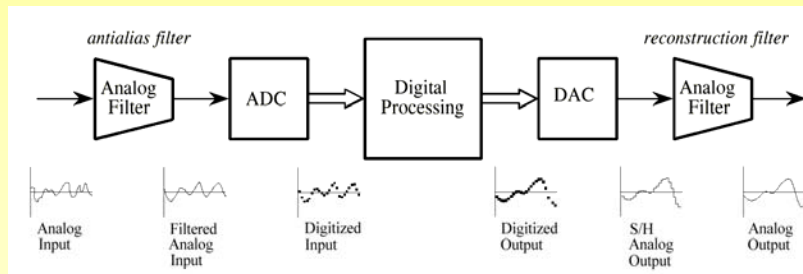 antialias filter
reconstruction filter
Analog
Filter
ADC
Digital
Processing
DAC
Analog
Filter
Analog
Input
Filtered
Analog
Input
Digitized
Input
Digitized
Output
S/H
Analog
Output
Analog
Output